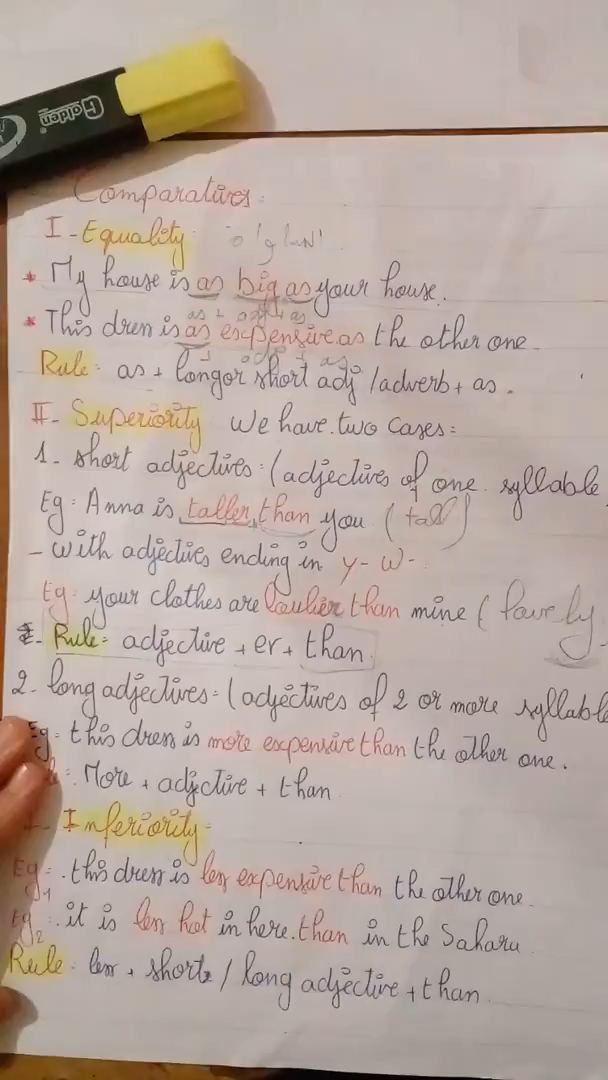 Golden
Comparatives:
I - Equality:
* My house is as big as your house.
* This dress is as expensive as the other one.
Rule: as + long or short adj / adverb + as.
II - Superiority We have two cases:
1 - short adjectives: (adjectives of one syllable
Eg: Anna is taller than you (tall)
- with adjectives ending in y - w -
Eg: your clothes are loulier than mine (lovely
Rule: adjective + er + than
2 - long adjectives: (adjectives of 2 or more syllabl
Eg: this dress is more expensive than the other one.
: More + adjective + than
- Inferiority:
Eg1: this dress is less expensive than the other one
Eg2: it is less hot in here than in the Sahara
Rule: less + short / long adjective + than